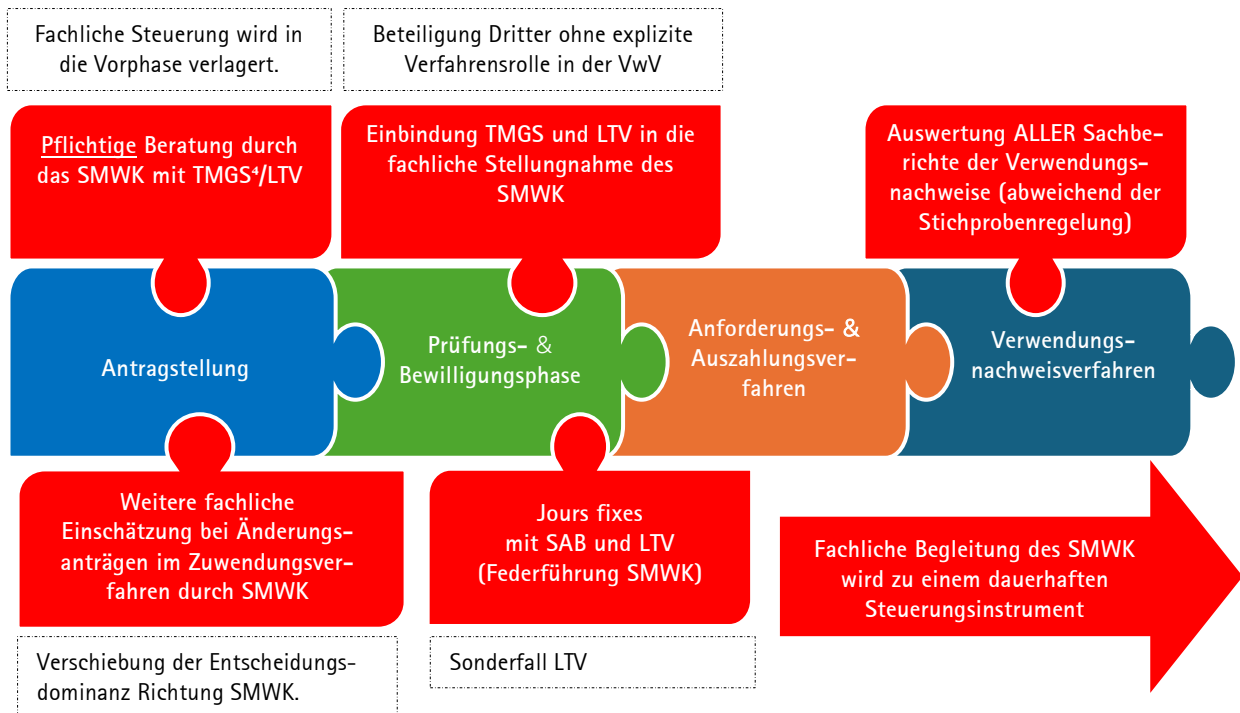 Fachliche Steuerung wird in
die Vorphase verlagert.
Beteiligung Dritter ohne explizite
Verfahrensrolle in der VwV
Pflichtige Beratung durch
das SMWK mit TMGS⁴/LTV
Einbindung TMGS und LTV in die
fachliche Stellungnahme des
SMWK
Auswertung ALLER Sachbe-
richte der Verwendungs-
nachweise (abweichend der
Stichprobenregelung)
Antragstellung
Prüfungs- &
Bewilligungsphase
Anforderungs- &
Auszahlungsver-
fahren
Verwendungs-
nachweisverfahren
Weitere fachliche
Einschätzung bei Änderungs-
anträgen im Zuwendungsver-
fahren durch SMWK
Jours fixes
mit SAB und LTV
(Federführung SMWK)
Fachliche Begleitung des SMWK
wird zu einem dauerhaften
Steuerungsinstrument
Verschiebung der Entscheidungs-
dominanz Richtung SMWK.
Sonderfall LTV